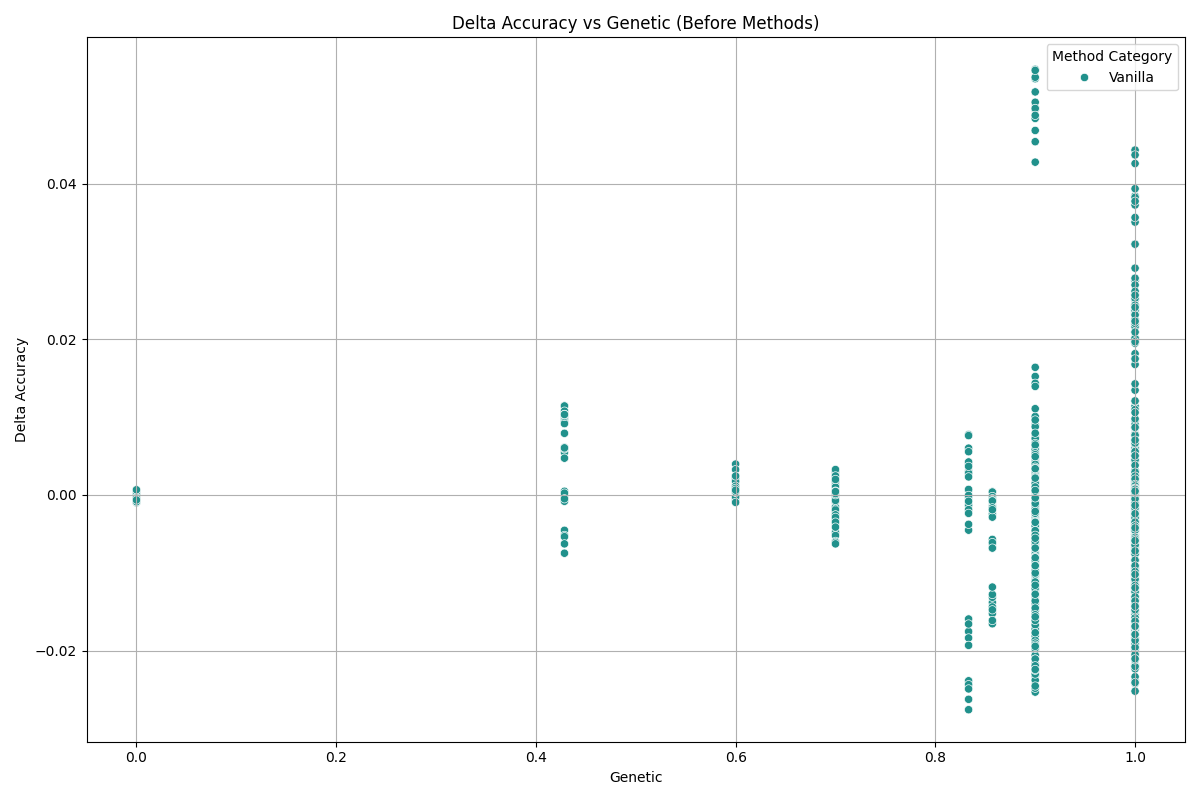 Delta Accuracy vs Genetic (Before Methods)
Method Category
Vanilla
Delta Accuracy
0.04
0.02
0.00
−0.02
0.0 0.2 0.4 0.6 0.8 1.0
Genetic